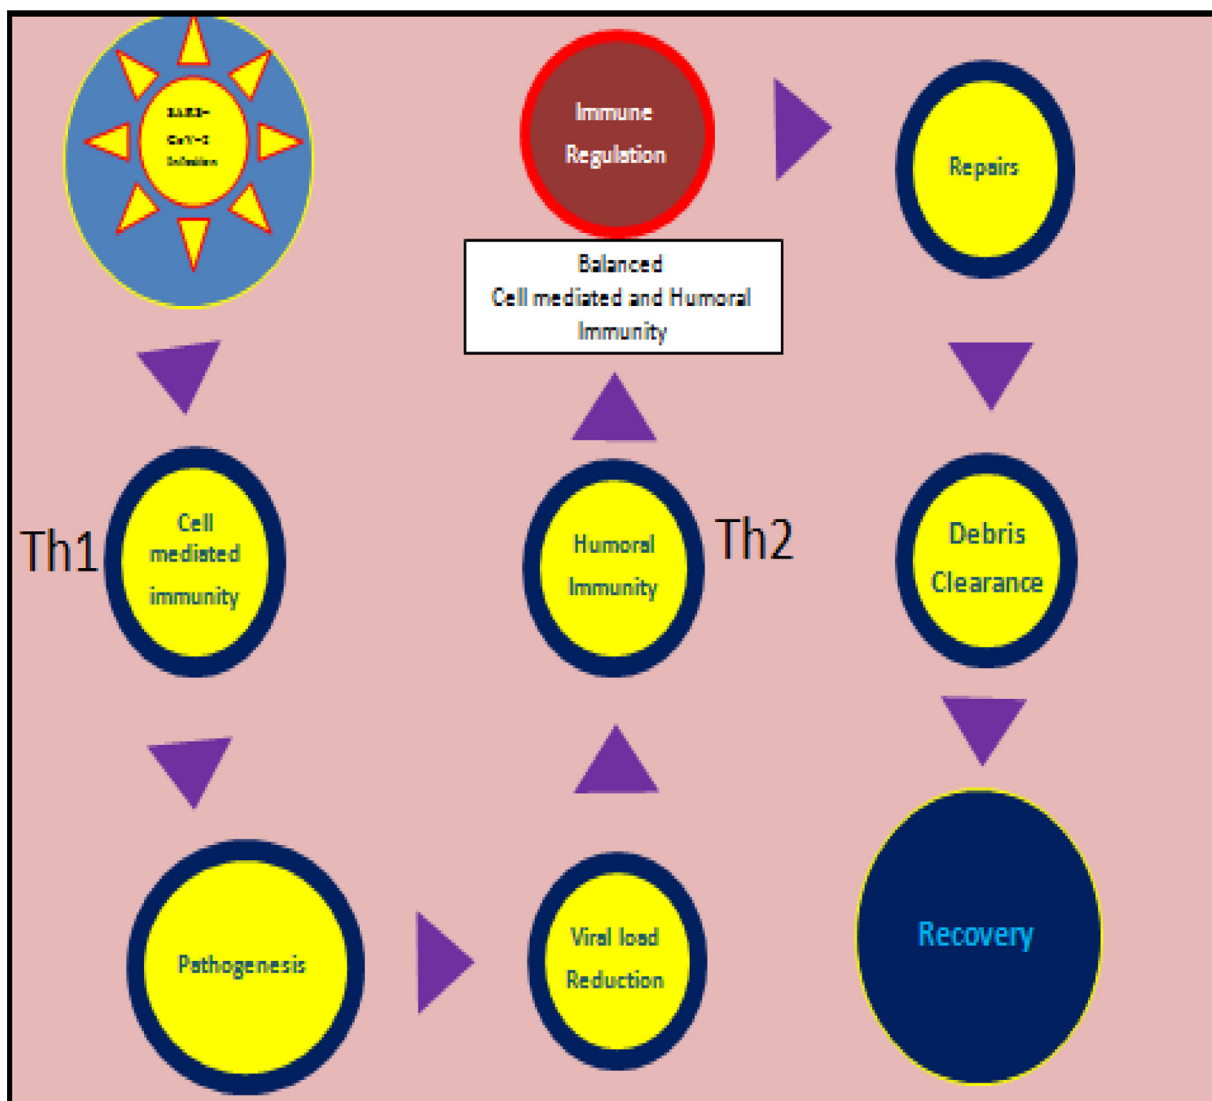 SARS-
CoV-2
Infection
Th1
Cell
mediated
immunity
Pathogenesis
Viral load
Reduction
Humoral
Immunity
Th2
Immune
Regulation
Balanced
Cell mediated and Humoral
Immunity
Repairs
Debris
Clearance
Recovery